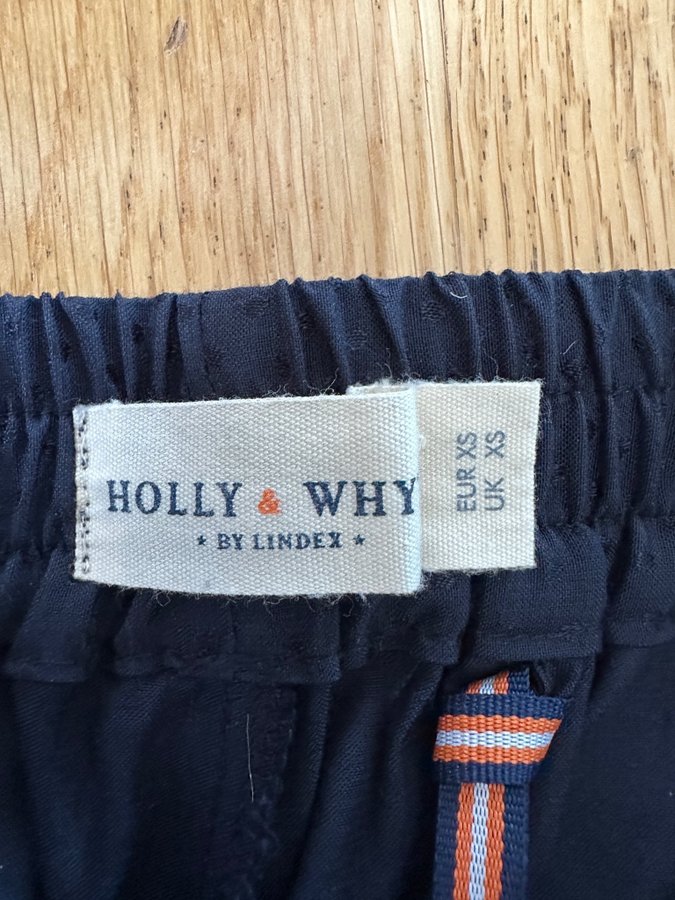 HOLLY & WHY
* BY LINDEX *
EUR XS
UK XS